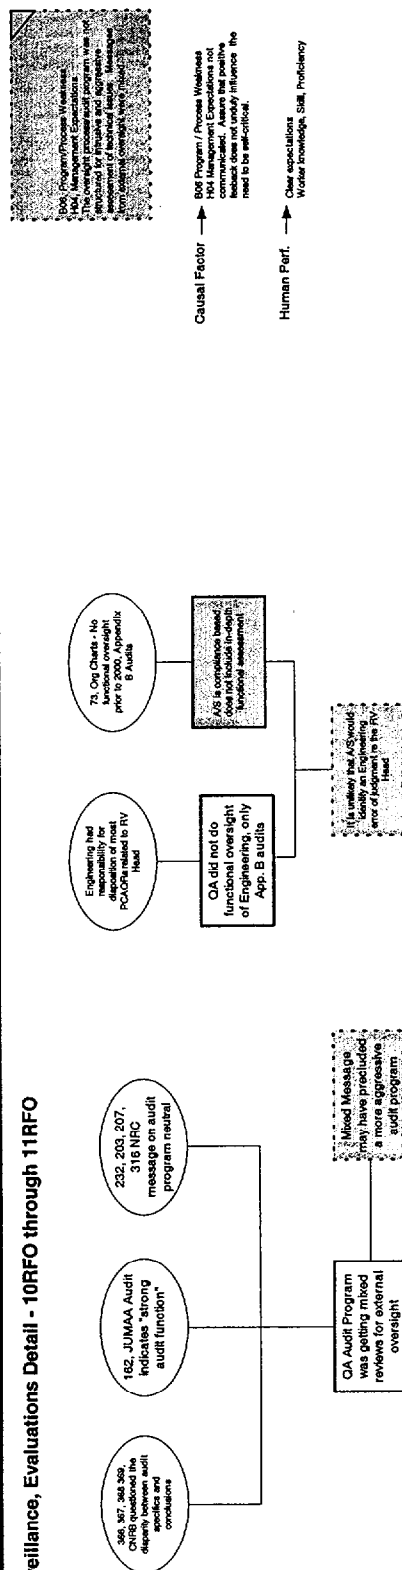 eillance, Evaluations Detail - 10RFO through 11RFO
366, 367, 368 369,
CNRB questioned the
disparity between audit
specifics and
conclusions
162, JUMAA Audit
indicates "strong
audit function"
232, 203, 207,
316 NRC
message on audit
program neutral
QA Audit Program
was getting mixed
reviews for external
oversight
Mixed Message
may have precluded
a more aggressive
audit program
Engineering had
responsibility for
disposition of most
PCAQRs related to RV
Head
73, Org Charts - No
functional oversight
prior to 2000, Appendix
B Audits
QA did not do
functional oversight
of Engineering, only
App. B audits
A/S is compliance based,
does not include in-depth
functional assessment
It is unlikely that A/S would
identify an Engineering
error of judgment re the RV
Head
B06, Program/Process Weakness
H04, Management Expectations
The oversight process audit program was not
structured for intrusive and aggressive
assessment of technical issues. Messages
from external oversight were mixed.
Causal Factor
B06 Program / Process Weakness
H04 Management Expectations not
communicated. Assure that positive
feeback does not unduly influence the
need to be self-critical.
Human Perf.
Clear expectations
Worker knowledge, Skill, Proficiency